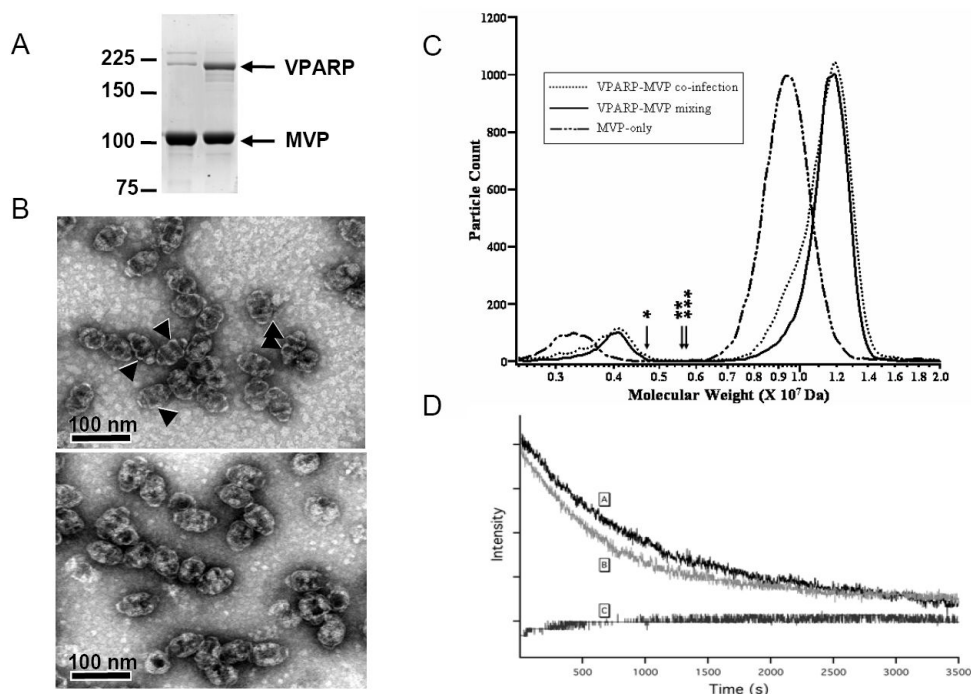 A
225
150
100
75
VPARP
MVP
B
100 nm
100 nm
C
1200
1000
800
600
400
200
0
Particle Count
VPARP-MVP co-infection
VPARP-MVP mixing
MVP-only
*
**
***
0.3 0.4 0.5 0.6 0.7 0.8 0.9 1.0 1.2 1.4 1.6 1.8 2.0
Molecular Weight (X 10⁷ Da)
D
Intensity
A
B
C
500 1000 1500 2000 2500 3000 3500
Time (s)